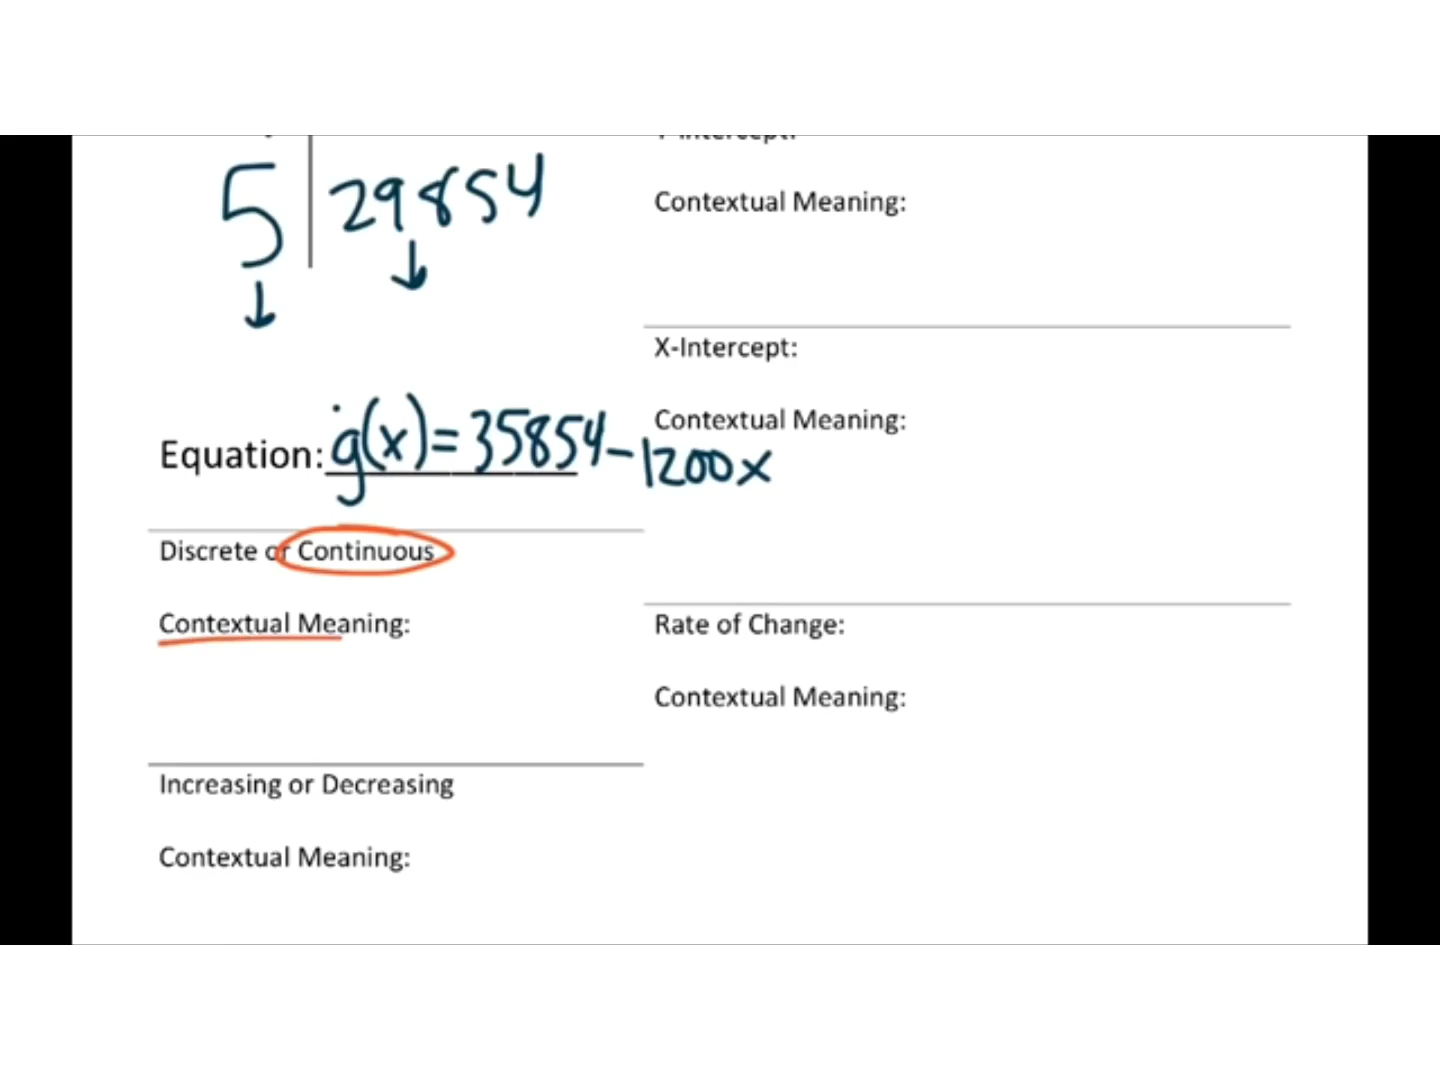 5 29854
Equation: g(x) = 35854 - 1200x
Discrete or Continuous
Contextual Meaning:
Increasing or Decreasing
Contextual Meaning:
Contextual Meaning:
X-Intercept:
Contextual Meaning:
Rate of Change:
Contextual Meaning: